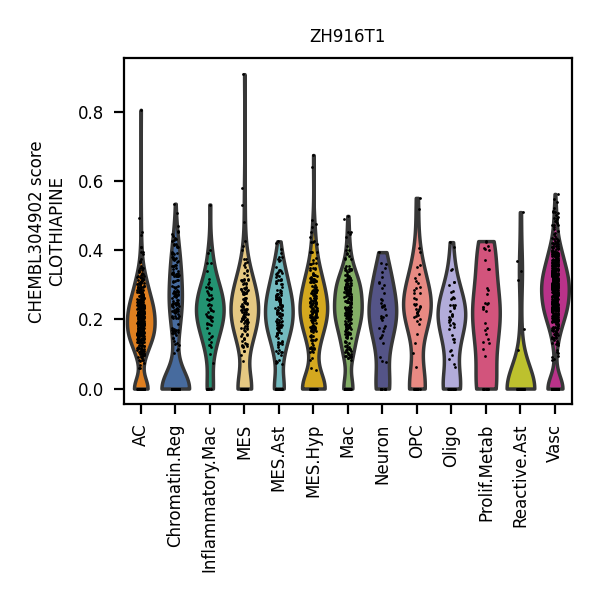 ZH916T1
CHEMBL304902 score
CLOTHIAPINE
0.8
0.6
0.4
0.2
0.0
AC
Chromatin.Reg
Inflammatory.Mac
MES
MES.Ast
MES.Hyp
Mac
Neuron
OPC
Oligo
Prolif.Metab
Reactive.Ast
Vasc